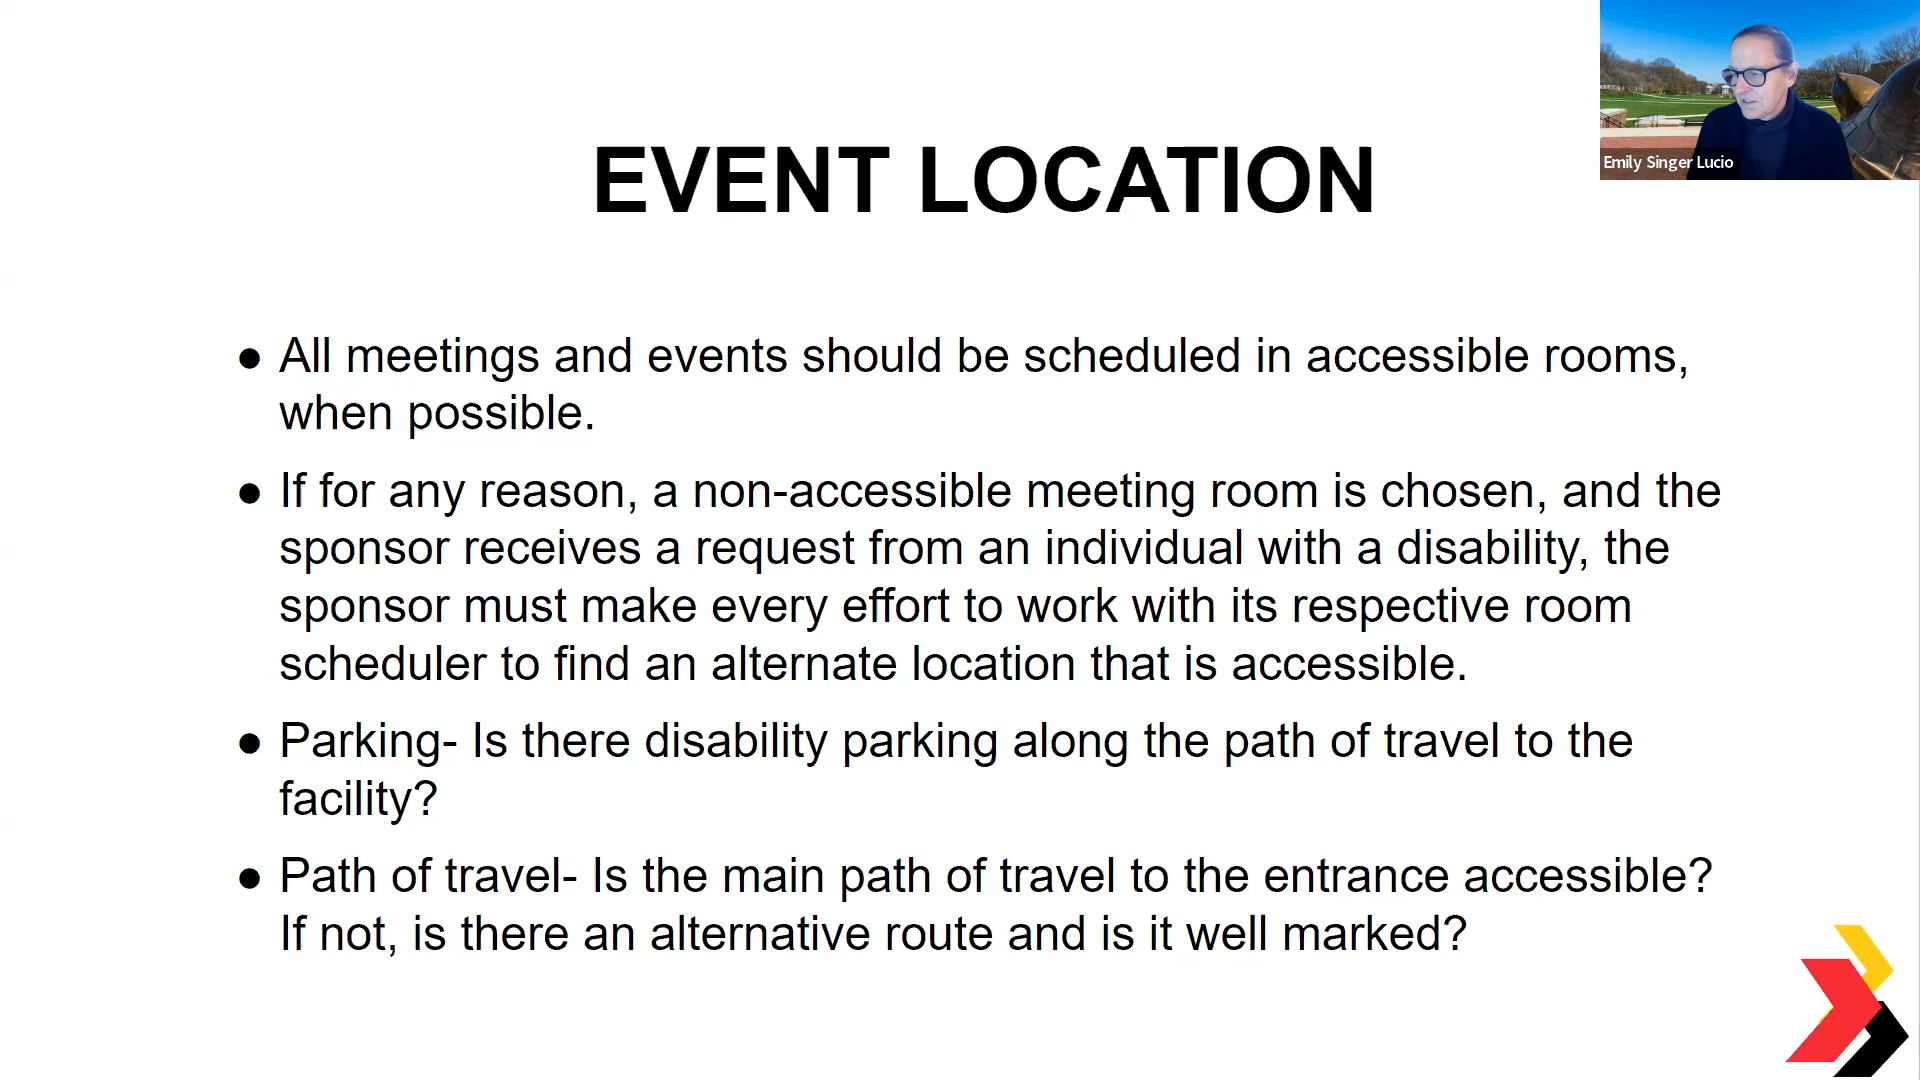 Emily Singer Lucio
EVENT LOCATION
● All meetings and events should be scheduled in accessible rooms,
when possible.
● If for any reason, a non-accessible meeting room is chosen, and the
sponsor receives a request from an individual with a disability, the
sponsor must make every effort to work with its respective room
scheduler to find an alternate location that is accessible.
● Parking- Is there disability parking along the path of travel to the
facility?
● Path of travel- Is the main path of travel to the entrance accessible?
If not, is there an alternative route and is it well marked?